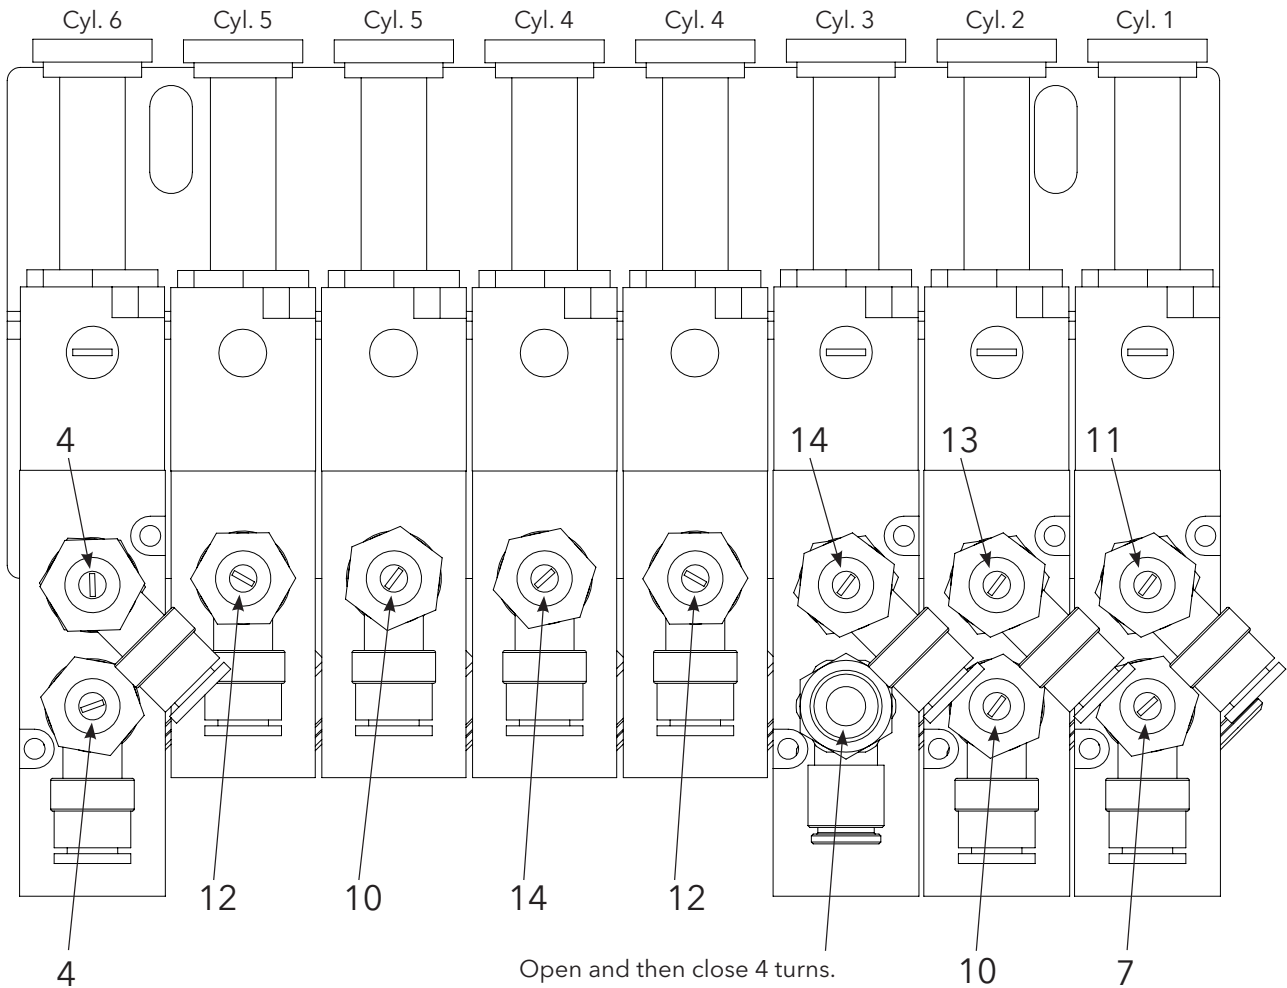 Cyl. 6 Cyl. 5 Cyl. 5 Cyl. 4 Cyl. 4 Cyl. 3 Cyl. 2 Cyl. 1
4 14 13 11
12 10 14 12
4 Open and then close 4 turns. 10 7